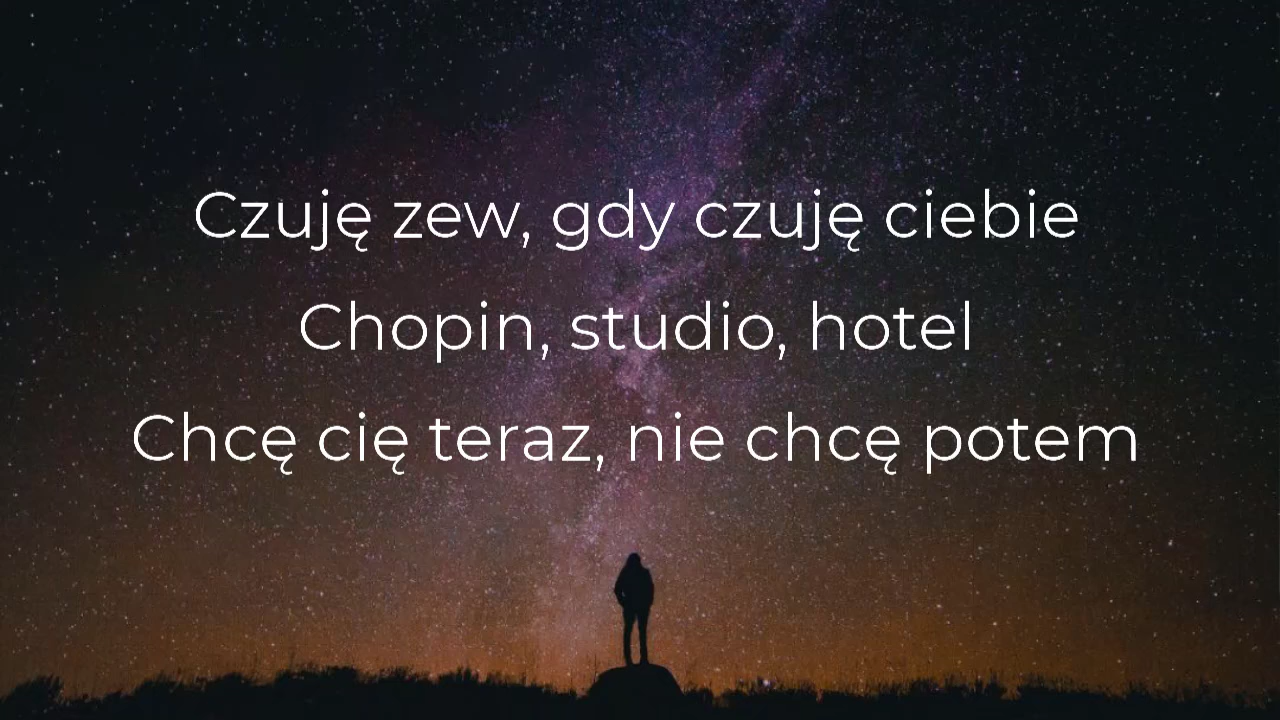 Czuję zew, gdy czuję ciebie
Chopin, studio, hotel
Chcę cię teraz, nie chcę potem